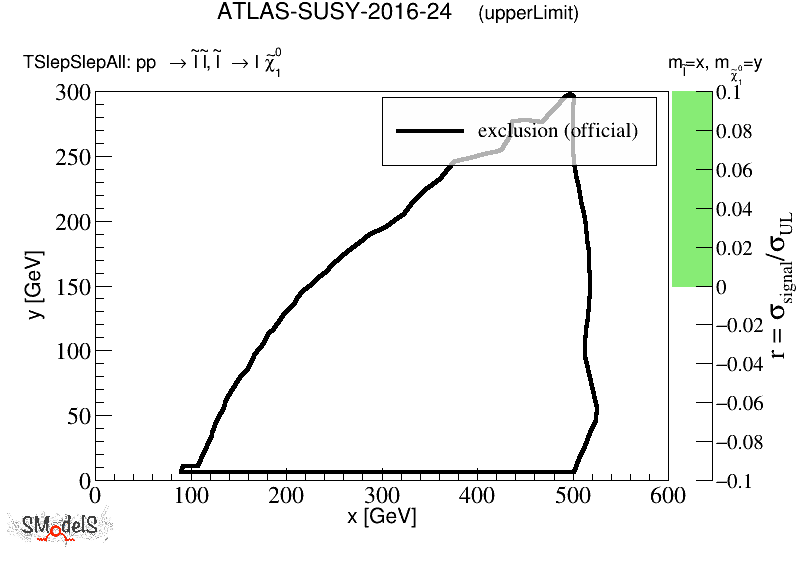 ATLAS-SUSY-2016-24 (upperLimit)
TSlepSlepAll: pp → l̃ l̃, l̃ → l χ̃₁⁰
m_l̃=x, m_χ̃₁⁰=y
exclusion (official)
300
250
200
150
100
50
0
y [GeV]
0 100 200 300 400 500 600
x [GeV]
0.1
0.08
0.06
0.04
0.02
0
−0.02
−0.04
−0.06
−0.08
−0.1
r = σ_signal/σ_UL
SModelS